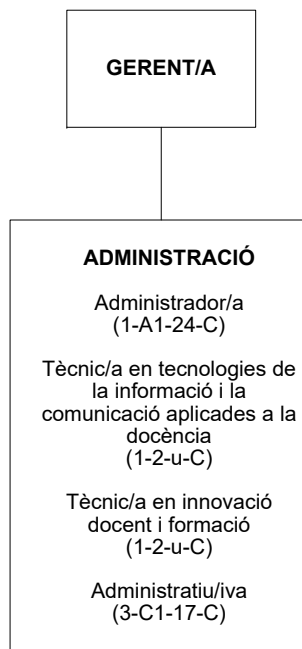 GERENT/A
ADMINISTRACIÓ
Administrador/a
(1-A1-24-C)
Tècnic/a en tecnologies de
la informació i la
comunicació aplicades a la
docència
(1-2-u-C)
Tècnic/a en innovació
docent i formació
(1-2-u-C)
Administratiu/iva
(3-C1-17-C)